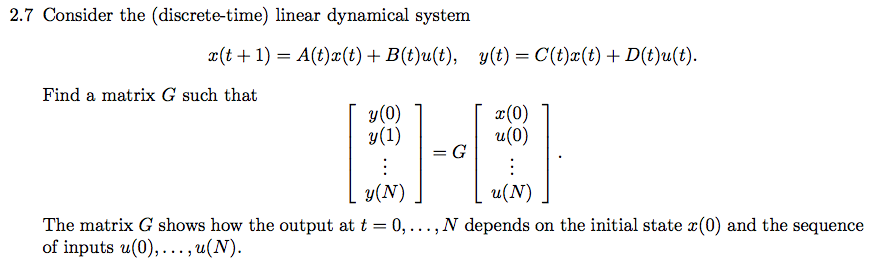 2.7 Consider the (discrete-time) linear dynamical system
x(t + 1) = A(t)x(t) + B(t)u(t),   y(t) = C(t)x(t) + D(t)u(t).
Find a matrix G such that
[ y(0) y(1) ⋮ y(N) ] = G [ x(0) u(0) ⋮ u(N) ] .
The matrix G shows how the output at t = 0, . . . , N depends on the initial state x(0) and the sequence
of inputs u(0), . . . , u(N).